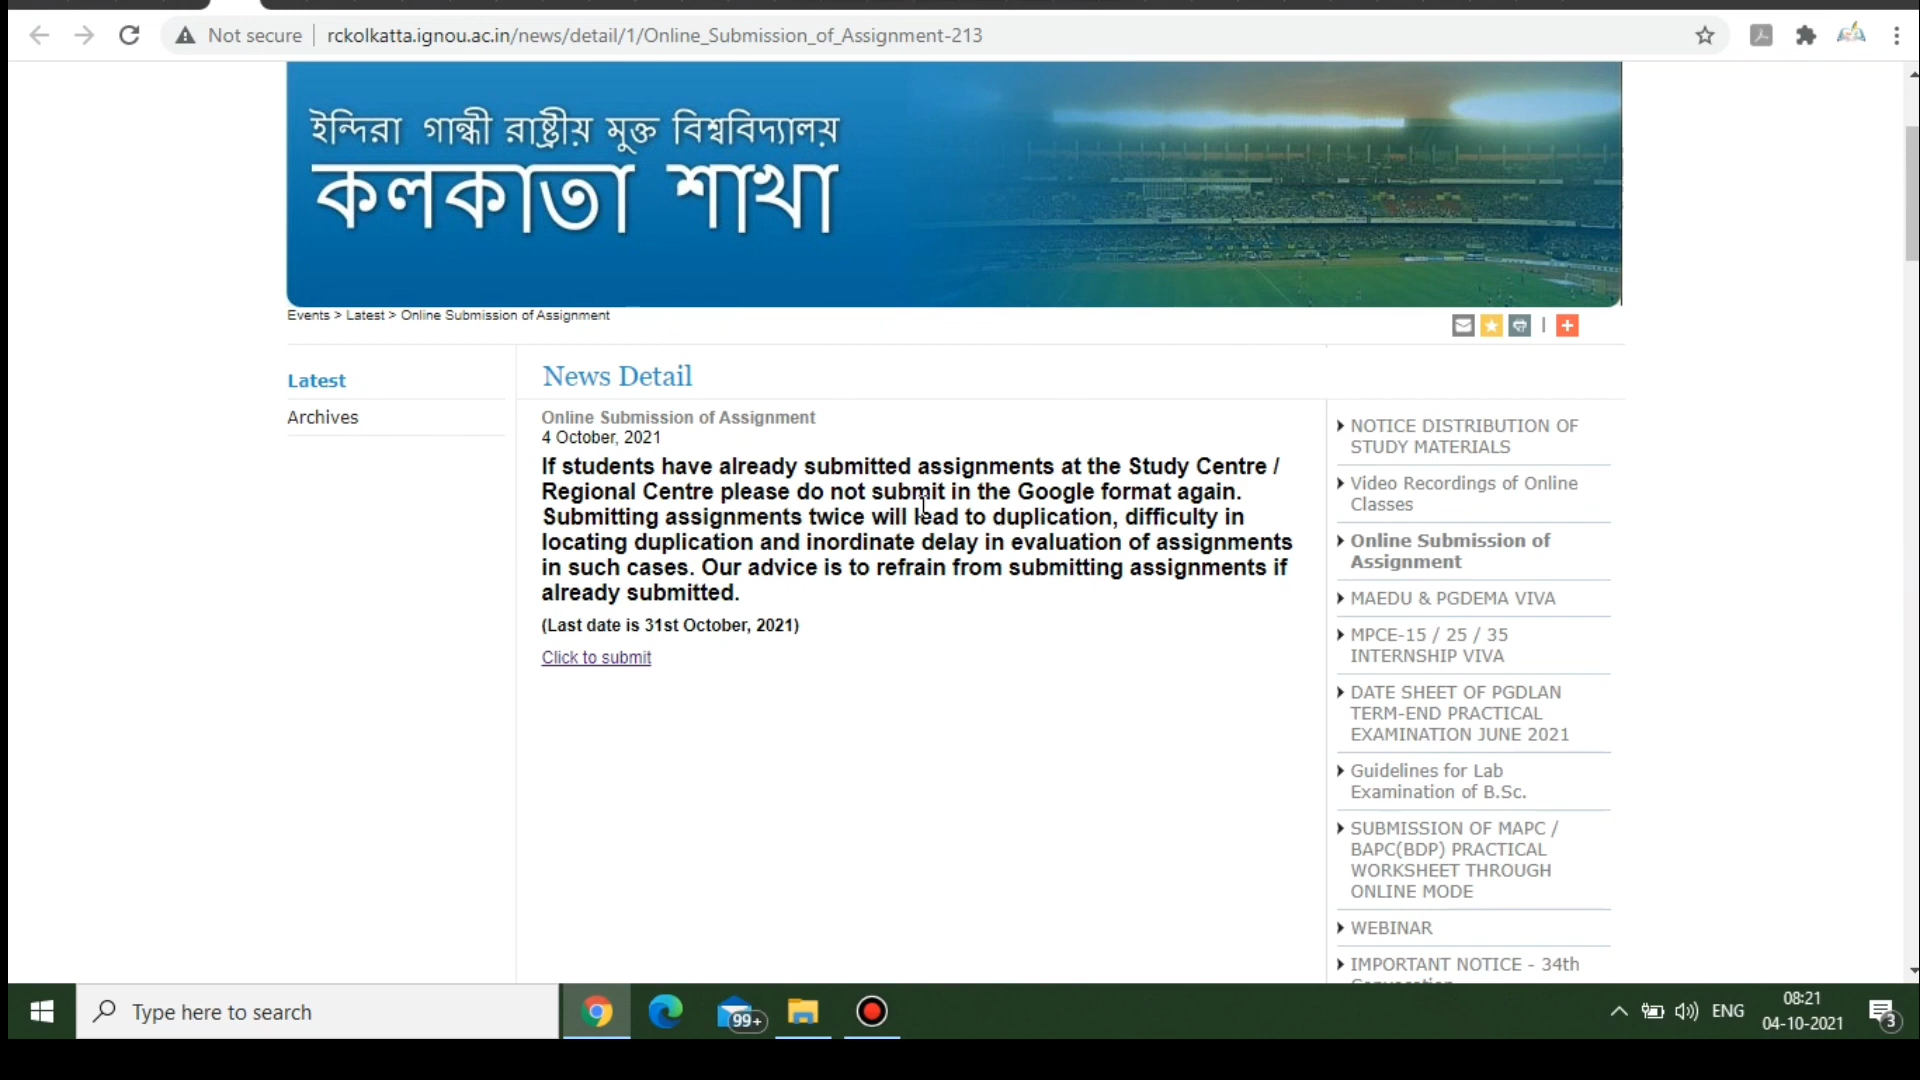 Not secure
rckolkatta.ignou.ac.in/news/detail/1/Online_Submission_of_Assignment-213
ইন্দিরা গান্ধী রাষ্ট্রীয় মুক্ত বিশ্ববিদ্যালয়
কলকাতা শাখা
Events > Latest > Online Submission of Assignment
Latest
Archives
News Detail
Online Submission of Assignment
4 October, 2021
If students have already submitted assignments at the Study Centre /
Regional Centre please do not submit in the Google format again.
Submitting assignments twice will lead to duplication, difficulty in
locating duplication and inordinate delay in evaluation of assignments
in such cases. Our advice is to refrain from submitting assignments if
already submitted.
(Last date is 31st October, 2021)
Click to submit
NOTICE DISTRIBUTION OF
STUDY MATERIALS
Video Recordings of Online
Classes
Online Submission of
Assignment
MAEDU & PGDEMA VIVA
MPCE-15 / 25 / 35
INTERNSHIP VIVA
DATE SHEET OF PGDLAN
TERM-END PRACTICAL
EXAMINATION JUNE 2021
Guidelines for Lab
Examination of B.Sc.
SUBMISSION OF MAPC /
BAPC(BDP) PRACTICAL
WORKSHEET THROUGH
ONLINE MODE
WEBINAR
IMPORTANT NOTICE - 34th
Type here to search
99+
ENG
08:21
04-10-2021
3